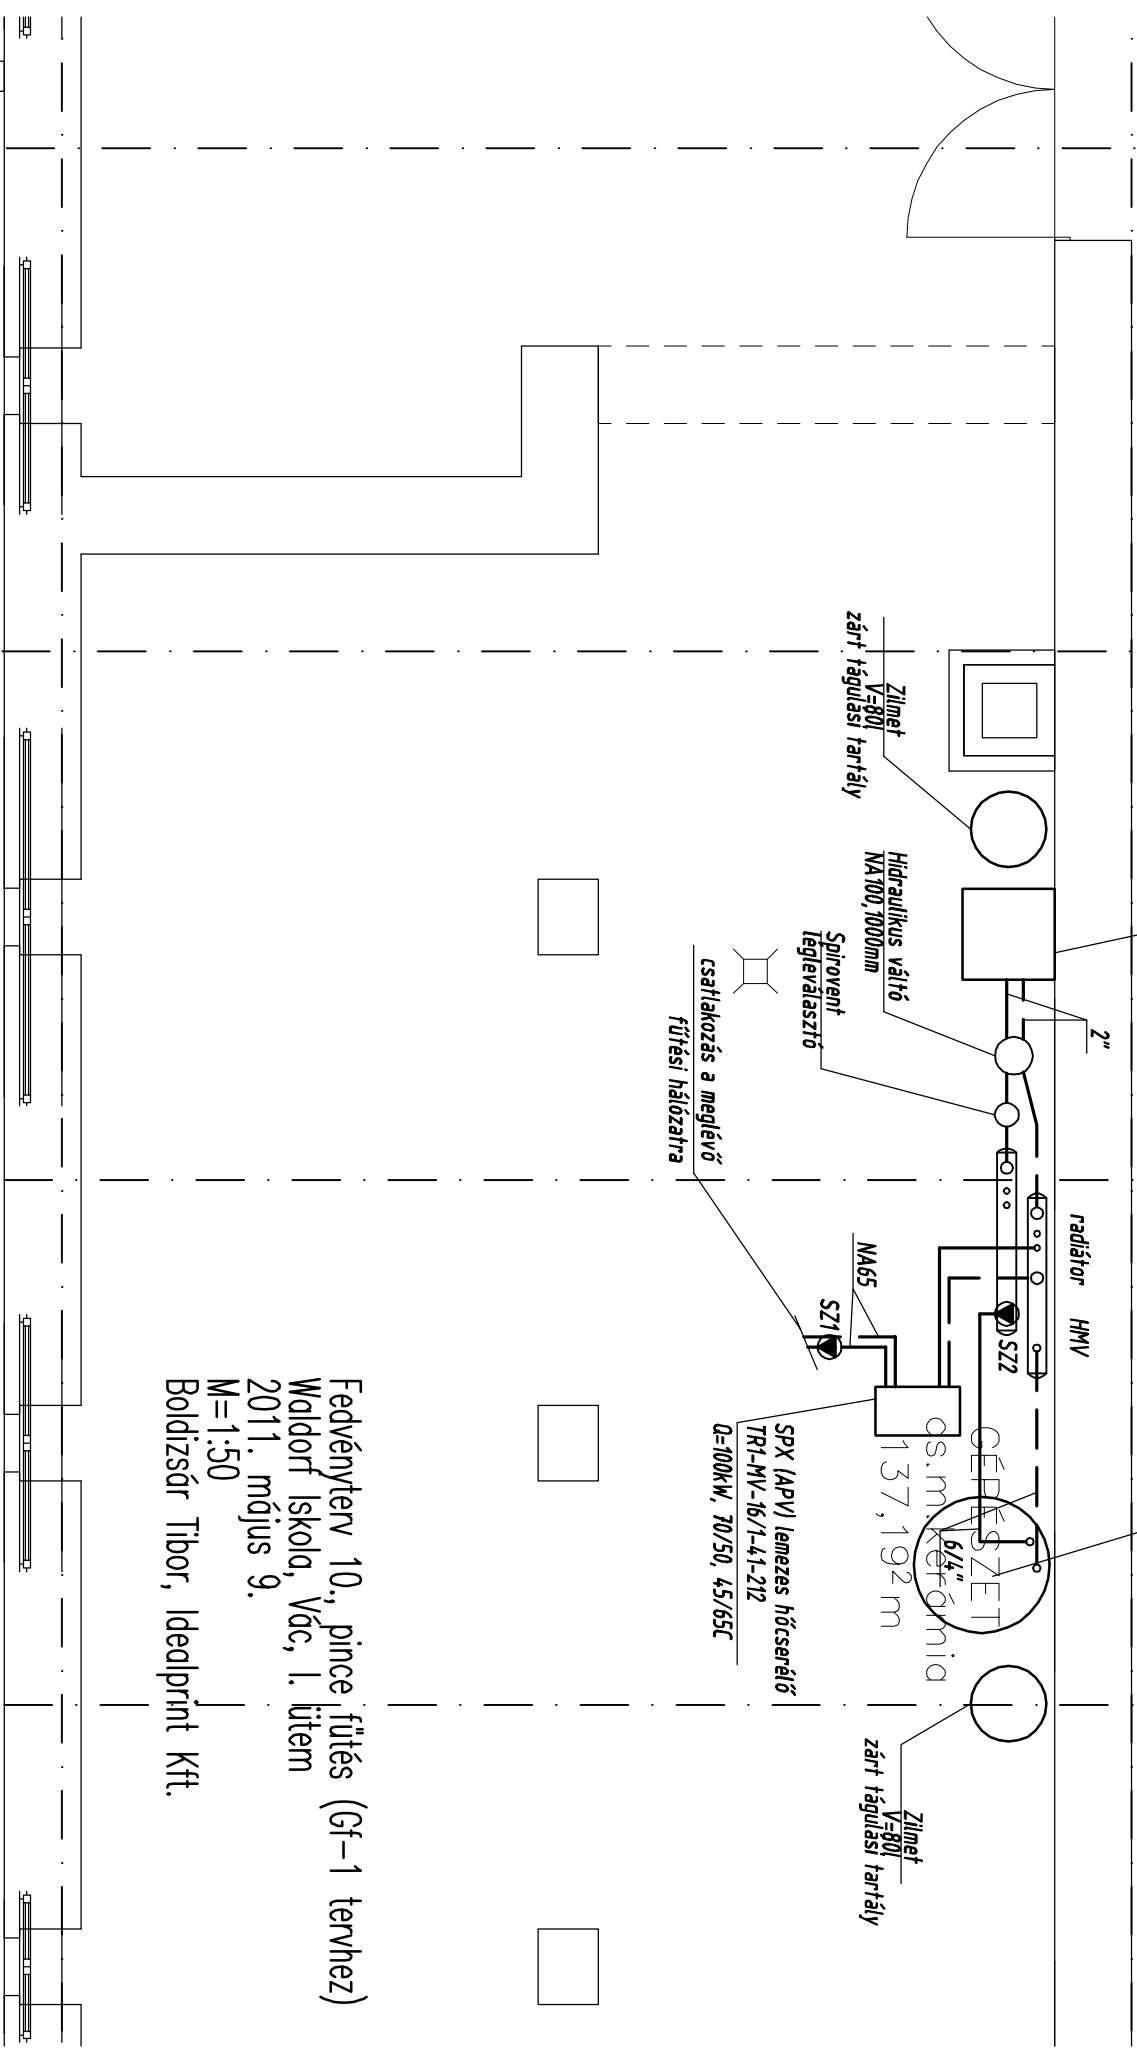 Zilmet
V=80l
zárt tágulási tartály
Hidraulikus váltó
NA100,1000mm
Spirovent
légleválasztó
csatlakozás a meglévő
fűtési hálózatra
2"
radiátor HMV
NA65
SZ1
SZ2
SPX (APV) lemezes hőcserélő
TR1-MV-16/1-41-212
Q=100kW, 70/50, 45/65C
GÉPÉSZET
cs.m.kerámia
137,19²m
6/4"
Zilmet
V=80l
zárt tágulási tartály
Fedvényterv 10., pince fűtés (Gf-1 tervhez)
Waldorf Iskola, Vác, I. ütem
2011. május 9.
M=1:50
Boldizsár Tibor, Idealprint Kft.